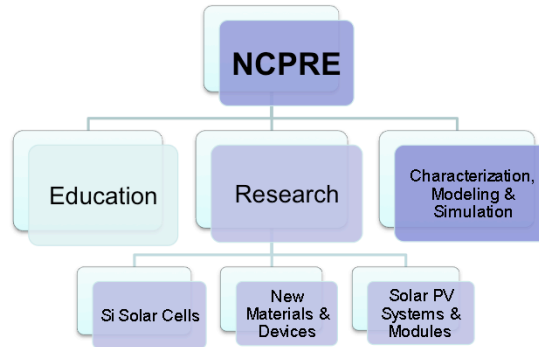 NCPRE
Education
Research
Characterization,
Modeling &
Simulation
Si Solar Cells
New
Materials &
Devices
Solar PV
Systems &
Modules